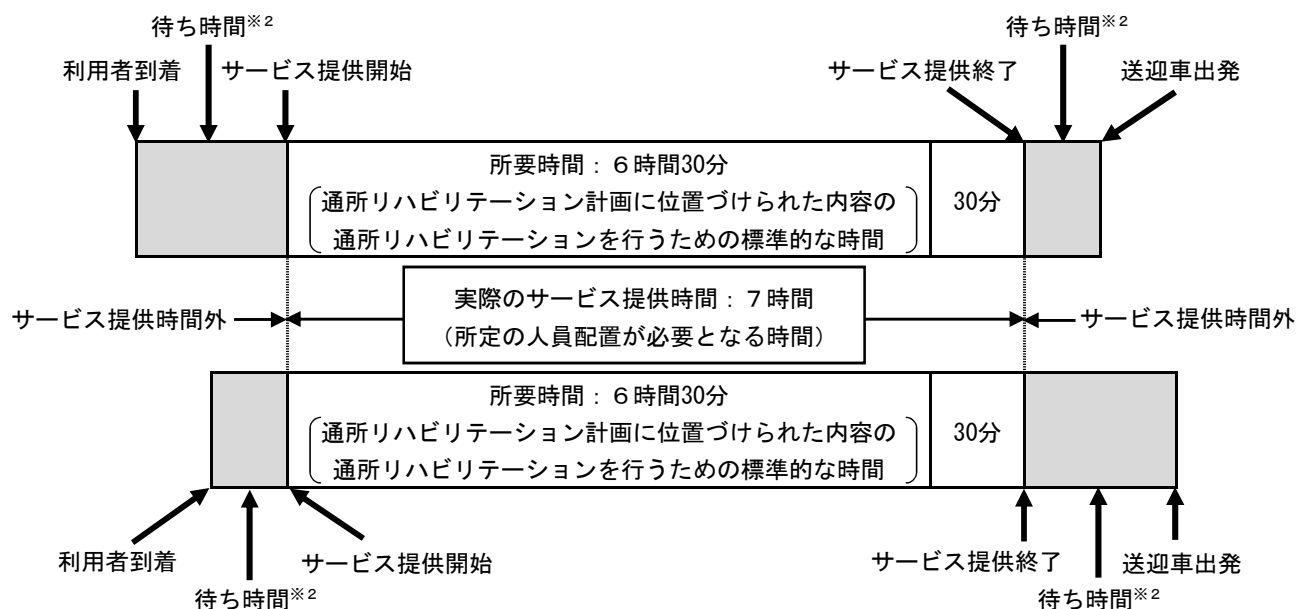 待ち時間※2
利用者到着
サービス提供開始
待ち時間※2
サービス提供終了
送迎車出発
所要時間：６時間30分
通所リハビリテーション計画に位置づけられた内容の
通所リハビリテーションを行うための標準的な時間
30分
サービス提供時間外
実際のサービス提供時間：７時間
（所定の人員配置が必要となる時間）
サービス提供時間外
所要時間：６時間30分
通所リハビリテーション計画に位置づけられた内容の
通所リハビリテーションを行うための標準的な時間
30分
利用者到着
サービス提供開始
待ち時間※2
サービス提供終了
送迎車出発
待ち時間※2